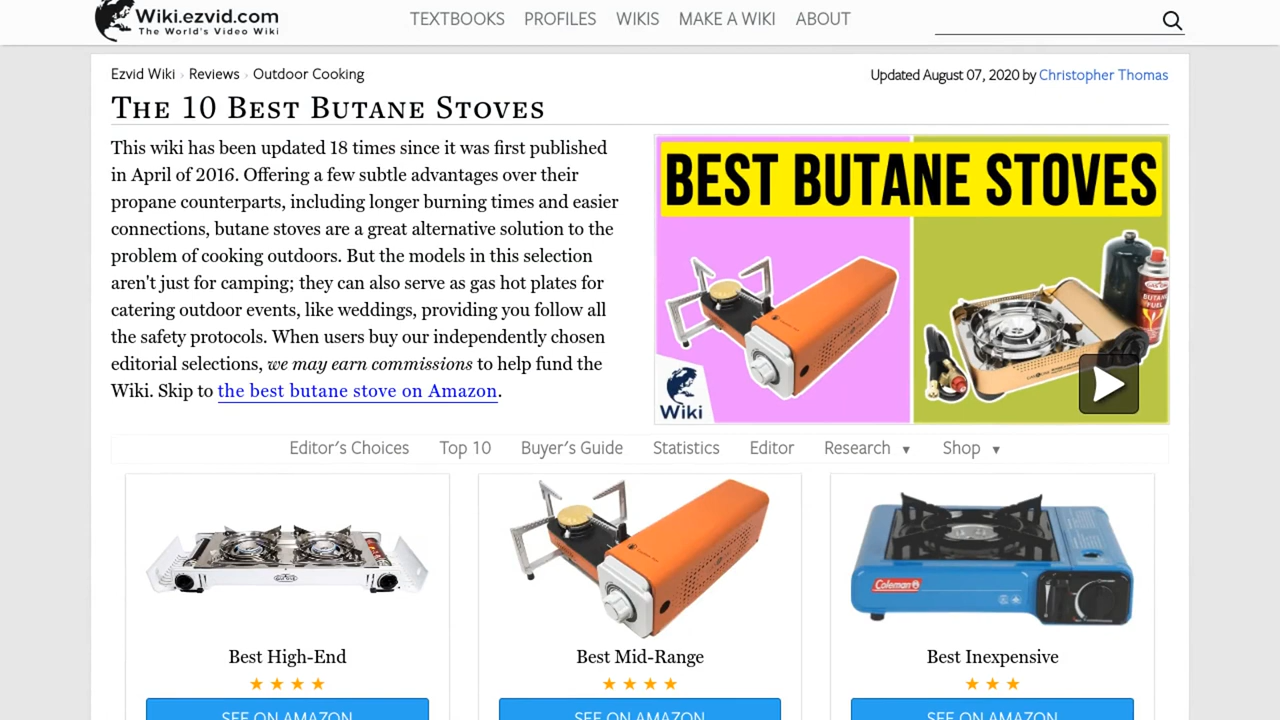 Wiki.ezvid.com
The World's Video Wiki
TEXTBOOKS PROFILES WIKIS MAKE A WIKI ABOUT
Ezvid Wiki › Reviews › Outdoor Cooking
Updated August 07, 2020 by Christopher Thomas
The 10 Best Butane Stoves
This wiki has been updated 18 times since it was first published
in April of 2016. Offering a few subtle advantages over their
propane counterparts, including longer burning times and easier
connections, butane stoves are a great alternative solution to the
problem of cooking outdoors. But the models in this selection
aren't just for camping; they can also serve as gas hot plates for
catering outdoor events, like weddings, providing you follow all
the safety protocols. When users buy our independently chosen
editorial selections, we may earn commissions to help fund the
Wiki. Skip to the best butane stove on Amazon.
BEST BUTANE STOVES
BUTANE
FUEL
Wiki
Editor's Choices Top 10 Buyer's Guide Statistics Editor Research ▼ Shop ▼
Coleman
Best High-End
Best Mid-Range
Best Inexpensive
SEE ON AMAZON
SEE ON AMAZON
SEE ON AMAZON